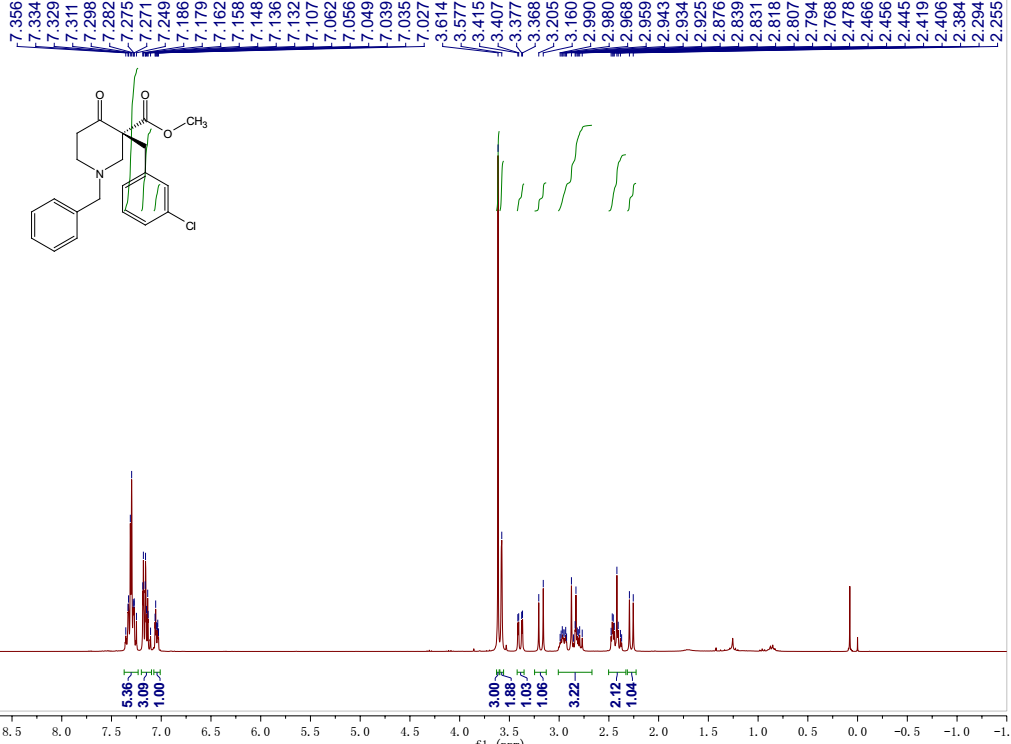 7.356 7.334 7.329 7.311 7.298 7.282 7.275 7.271 7.249 7.186 7.179 7.162 7.158 7.148 7.136 7.132 7.107 7.062 7.056 7.049 7.039 7.035 7.027 3.614 3.577 3.415 3.407 3.377 3.368 3.205 3.160 2.990 2.980 2.968 2.959 2.943 2.934 2.925 2.876 2.839 2.831 2.818 2.807 2.794 2.768 2.478 2.466 2.456 2.445 2.419 2.406 2.384 2.294 2.255
O
O
O
CH3
N
Cl
5.36 3.09 1.00 3.00 1.88 1.03 1.06 3.22 2.12 1.04
8.5 8.0 7.5 7.0 6.5 6.0 5.5 5.0 4.5 4.0 3.5 3.0 2.5 2.0 1.5 1.0 0.5 0.0 -0.5 -1.0 -1.